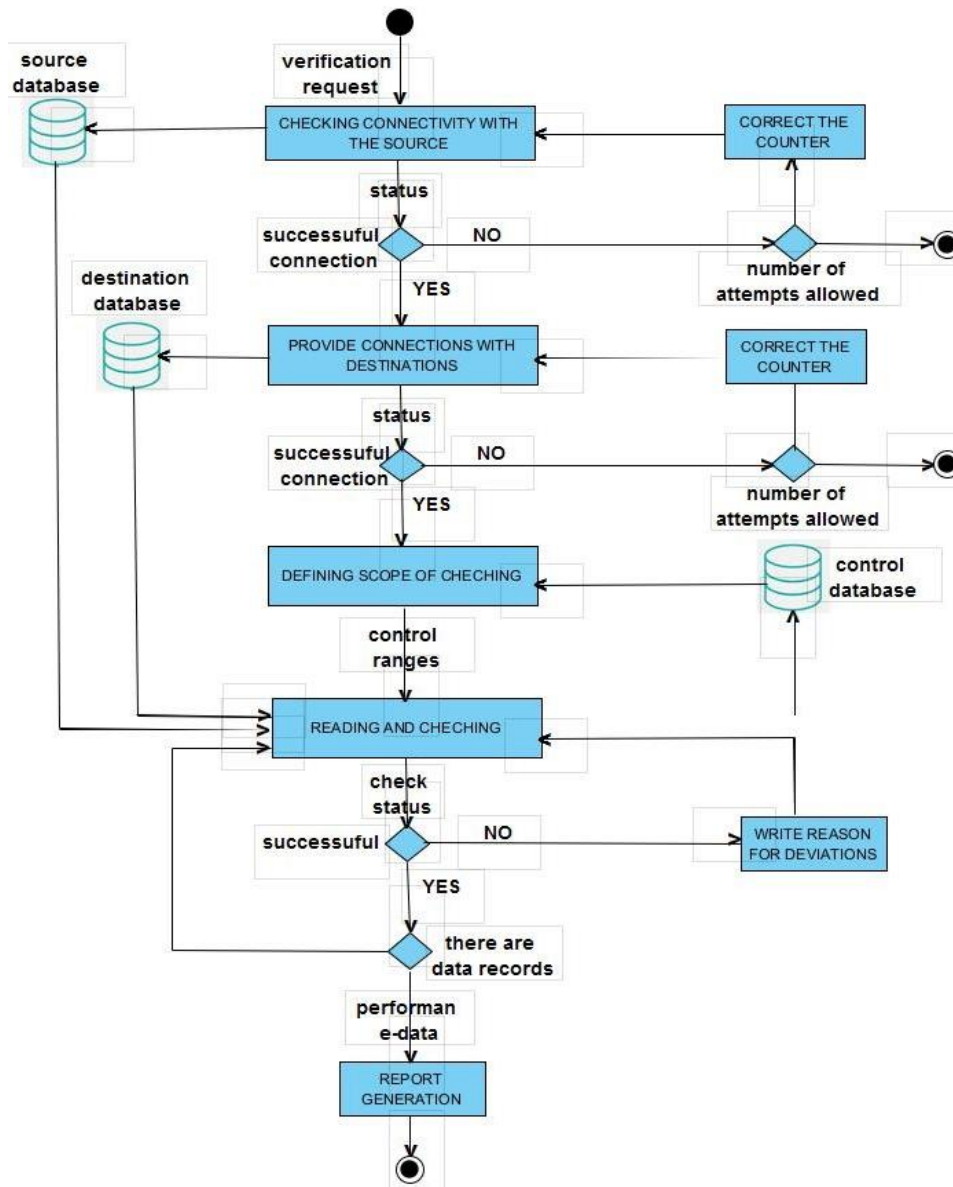 source
database
verification
request
CHECKING CONNECTIVITY WITH
THE SOURCE
CORRECT THE
COUNTER
status
successuful
connection
NO
number of
attempts allowed
YES
destination
database
PROVIDE CONNECTIONS WITH
DESTINATIONS
CORRECT THE
COUNTER
status
successuful
connection
NO
number of
attempts allowed
YES
DEFINING SCOPE OF CHECHING
control
database
control
ranges
READING AND CHECHING
check
status
successuful
NO
WRITE REASON
FOR DEVIATIONS
YES
there are
data records
performan
e-data
REPORT
GENERATION